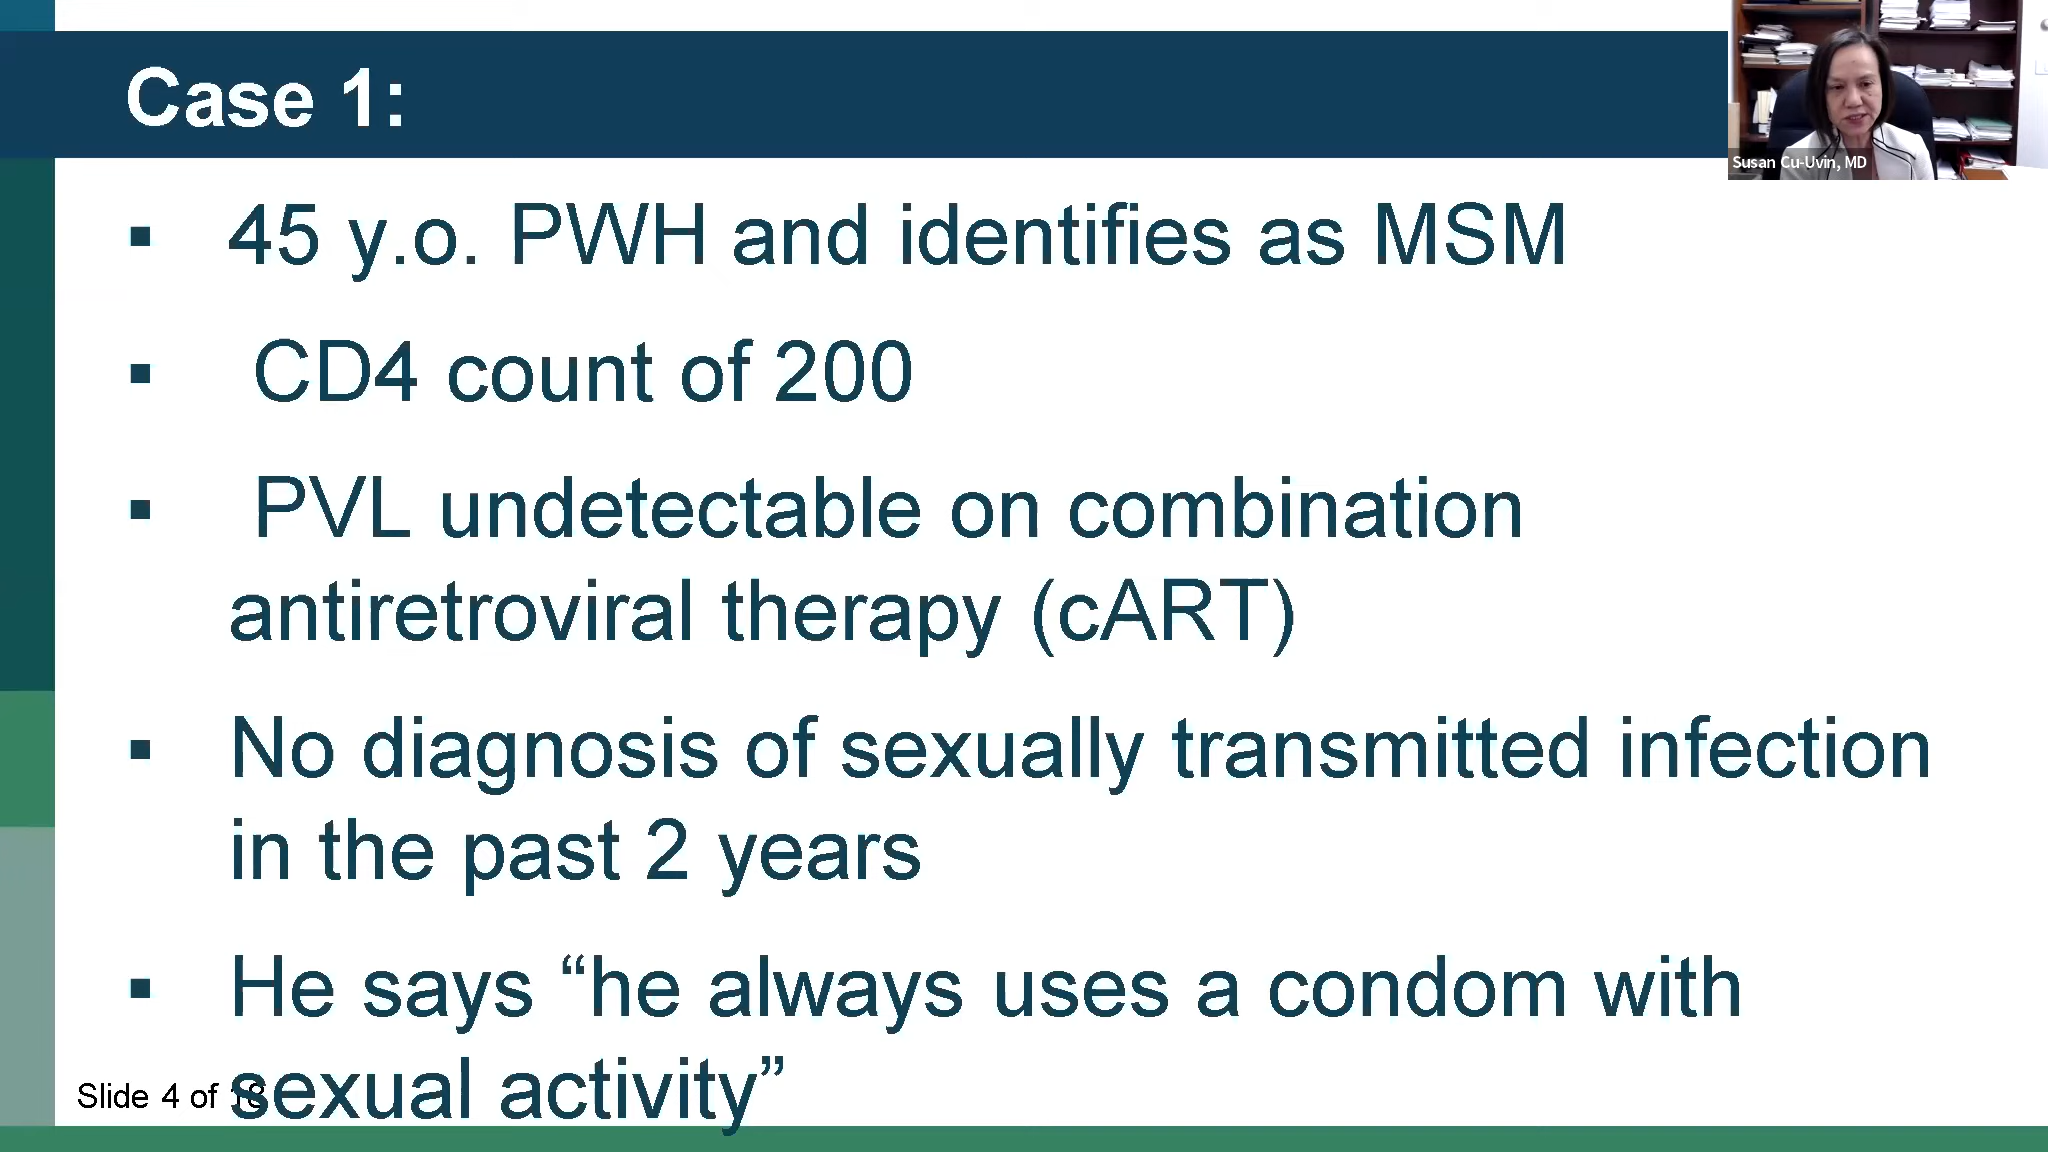 Case 1:
Susan Cu-Uvin, MD
▪ 45 y.o. PWH and identifies as MSM
▪ CD4 count of 200
▪ PVL undetectable on combination
antiretroviral therapy (cART)
▪ No diagnosis of sexually transmitted infection
in the past 2 years
▪ He says “he always uses a condom with
sexual activity”
Slide 4 of 18